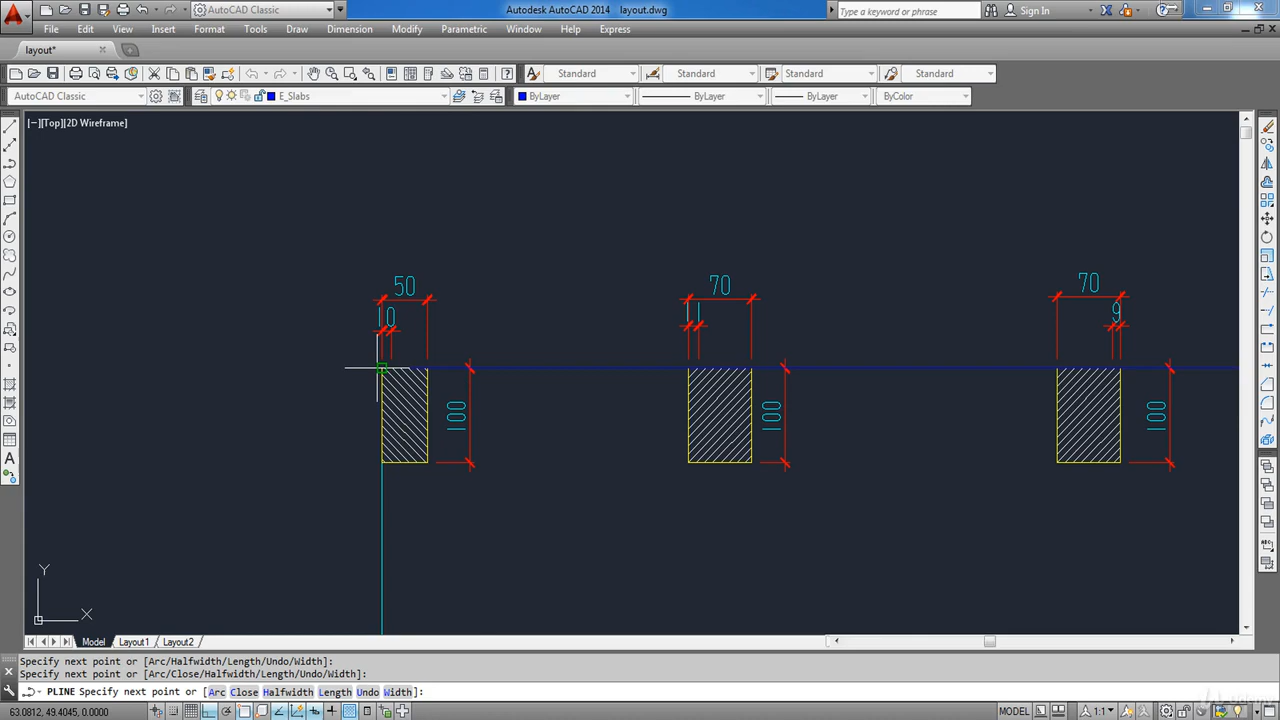 AutoCAD Classic
Autodesk AutoCAD 2014 layout.dwg
Type a keyword or phrase
Sign In
File Edit View Insert Format Tools Draw Dimension Modify Parametric Window Help Express
layout*
Standard Standard Standard Standard
AutoCAD Classic E_Slabs ByLayer ByLayer ByLayer ByColor
[−][Top][2D Wireframe]
50 70 70
10 11 9
100 100 100
Y
X
Model Layout1 Layout2
Specify next point or [Arc/Halfwidth/Length/Undo/Width]:
Specify next point or [Arc/Close/Halfwidth/Length/Undo/Width]:
PLINE Specify next point or [Arc Close Halfwidth Length Undo Width]:
63.0812, 49.4045, 0.0000
MODEL 1:1